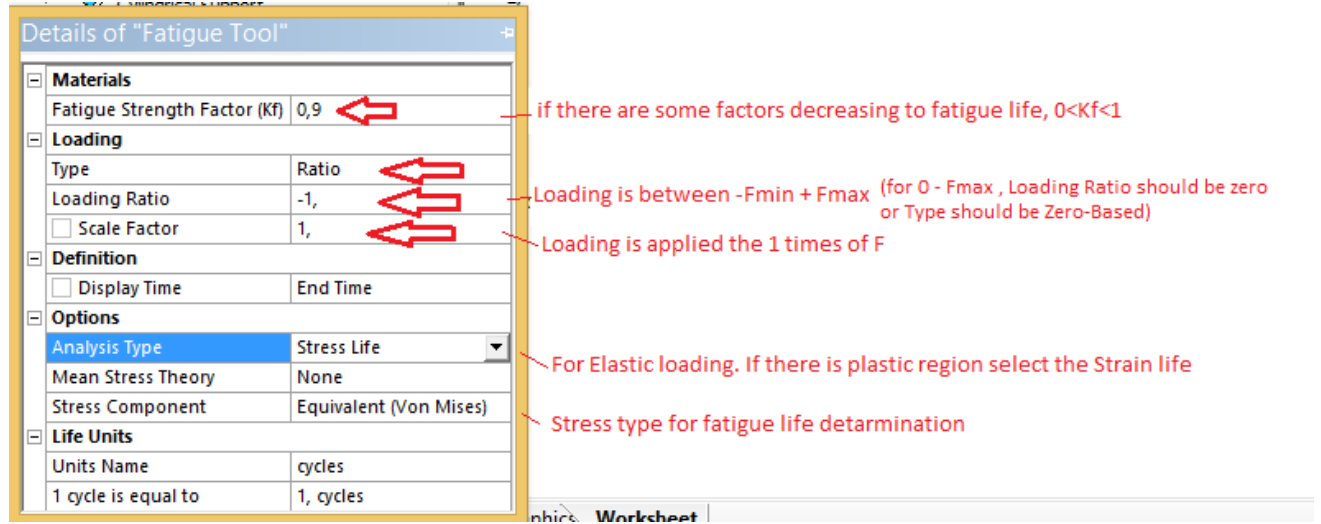 Cylindrical Support
Details of "Fatigue Tool"
Materials
Fatigue Strength Factor (Kf) 0,9
if there are some factors decreasing to fatigue life, 0<Kf<1
Loading
Type Ratio
Loading Ratio -1,
Loading is between -Fmin + Fmax (for 0 - Fmax , Loading Ratio should be zero
or Type should be Zero-Based)
Scale Factor 1,
Loading is applied the 1 times of F
Definition
Display Time End Time
Options
Analysis Type Stress Life
For Elastic loading. If there is plastic region select the Strain life
Mean Stress Theory None
Stress Component Equivalent (Von Mises)
Stress type for fatigue life detarmination
Life Units
Units Name cycles
1 cycle is equal to 1, cycles
phics Worksheet